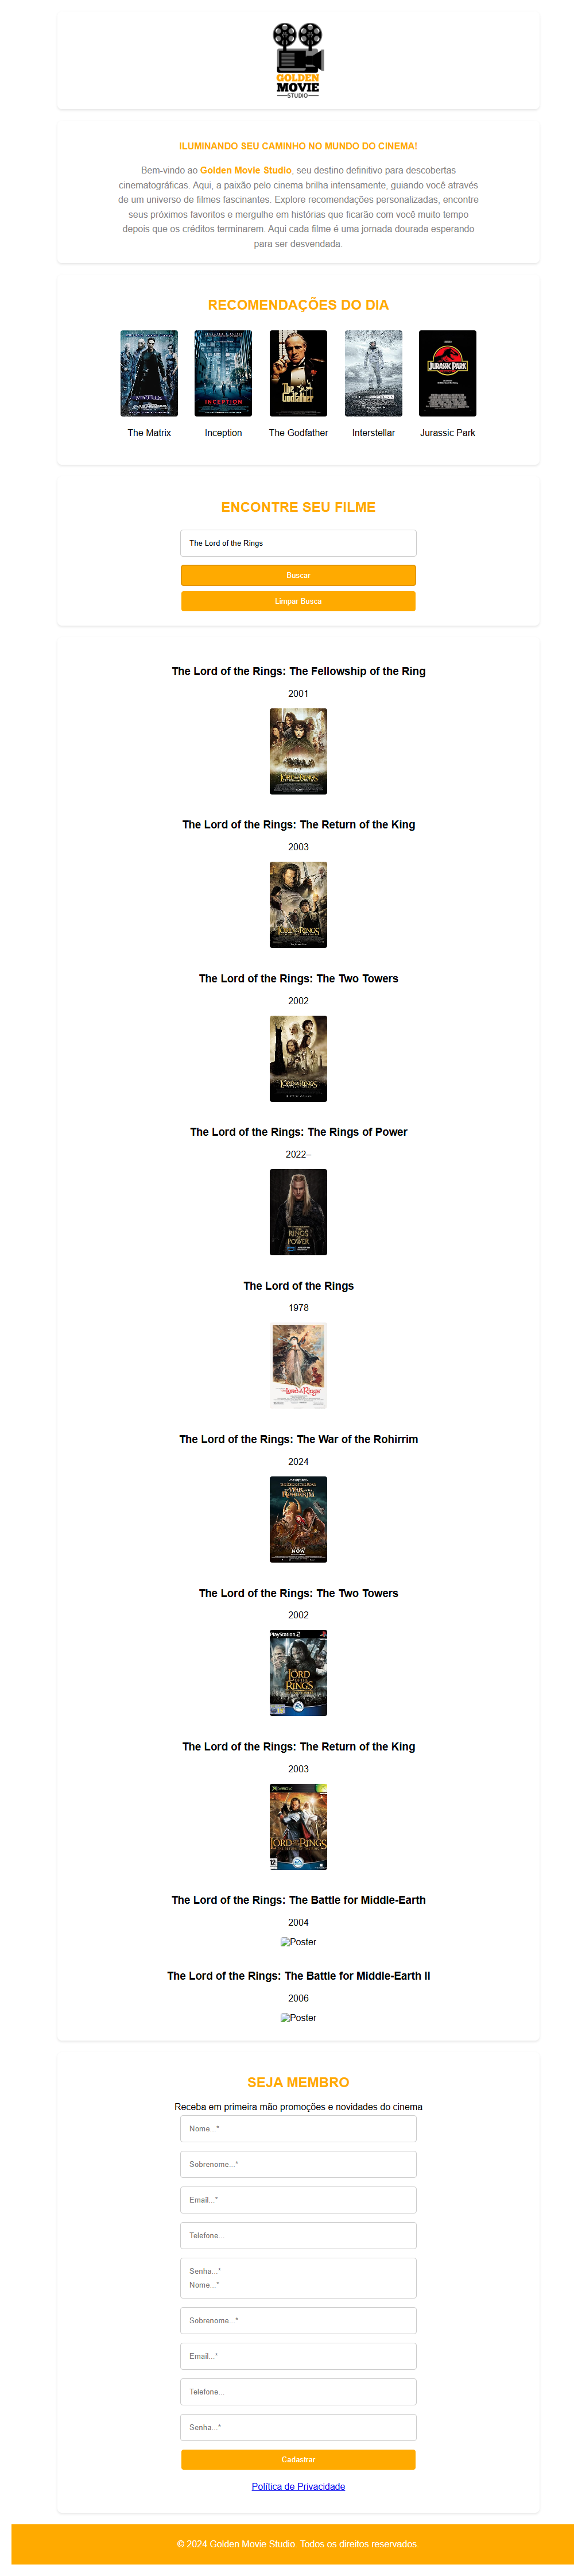 GOLDEN
MOVIE
STUDIO
ILUMINANDO SEU CAMINHO NO MUNDO DO CINEMA!
Bem-vindo ao Golden Movie Studio, seu destino definitivo para descobertas
cinematográficas. Aqui, a paixão pelo cinema brilha intensamente, guiando você através
de um universo de filmes fascinantes. Explore recomendações personalizadas, encontre
seus próximos favoritos e mergulhe em histórias que ficarão com você muito tempo
depois que os créditos terminarem. Aqui cada filme é uma jornada dourada esperando
para ser desvendada.
RECOMENDAÇÕES DO DIA
MATRIX
INCEPTION
The Godfather
JURASSIC PARK
The Matrix
Inception
The Godfather
Interstellar
Jurassic Park
ENCONTRE SEU FILME
The Lord of the Rings
Buscar
Limpar Busca
The Lord of the Rings: The Fellowship of the Ring
2001
The Lord of the Rings: The Return of the King
2003
The Lord of the Rings: The Two Towers
2002
The Lord of the Rings: The Rings of Power
2022–
The Lord of the Rings
1978
The Lord of the Rings: The War of the Rohirrim
2024
The Lord of the Rings: The Two Towers
2002
PlayStation 2
The Lord of the Rings: The Return of the King
2003
The Lord of the Rings: The Battle for Middle-Earth
2004
Poster
The Lord of the Rings: The Battle for Middle-Earth II
2006
Poster
SEJA MEMBRO
Receba em primeira mão promoções e novidades do cinema
Nome...*
Sobrenome...*
Email...*
Telefone...
Senha...*
Nome...*
Sobrenome...*
Email...*
Telefone...
Senha...*
Cadastrar
Política de Privacidade
© 2024 Golden Movie Studio. Todos os direitos reservados.